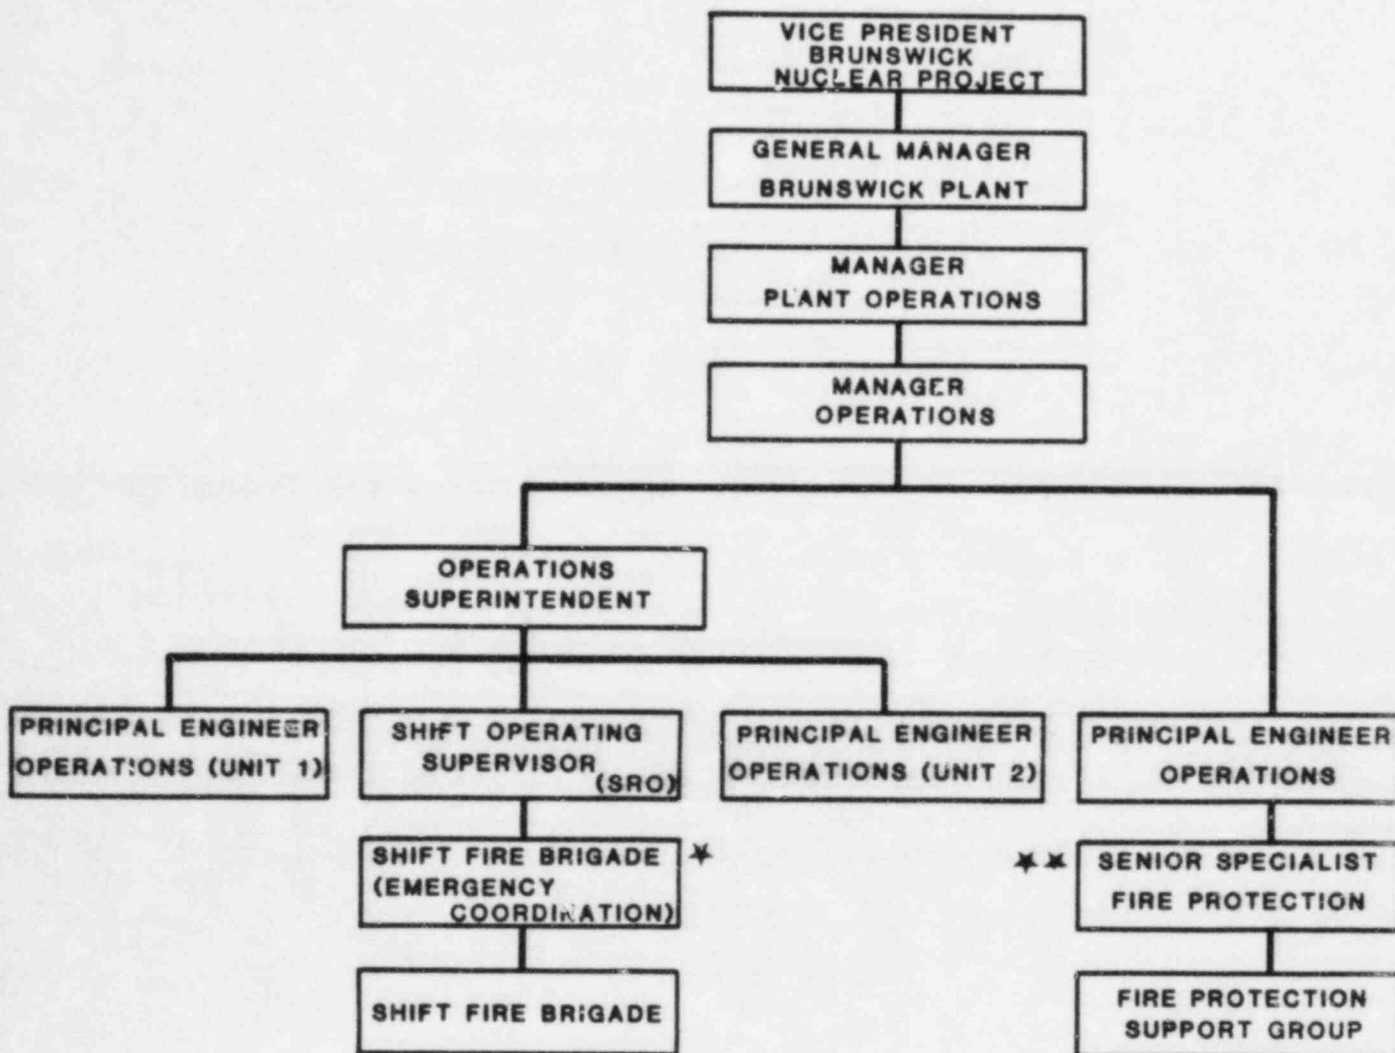 VICE PRESIDENT
BRUNSWICK
NUCLEAR PROJECT
GENERAL MANAGER
BRUNSWICK PLANT
MANAGER
PLANT OPERATIONS
MANAGER
OPERATIONS
OPERATIONS
SUPERINTENDENT
PRINCIPAL ENGINEER
OPERATIONS (UNIT 1)
SHIFT OPERATING
SUPERVISOR
(SRO)
PRINCIPAL ENGINEER
OPERATIONS (UNIT 2)
PRINCIPAL ENGINEER
OPERATIONS
SHIFT FIRE BRIGADE ★
(EMERGENCY
COORDINATION)
★★ SENIOR SPECIALIST
FIRE PROTECTION
SHIFT FIRE BRIGADE
FIRE PROTECTION
SUPPORT GROUP